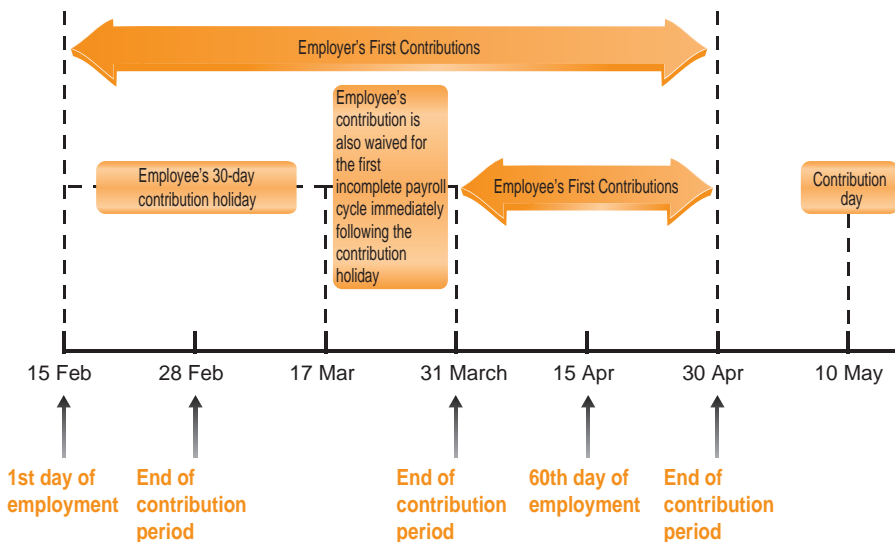 Employer's First Contributions
Employee's
contribution is
also waived for
the first
incomplete payroll
cycle immediately
following the
contribution
holiday
Employee's 30-day
contribution holiday
Employee's First Contributions
Contribution
day
15 Feb
28 Feb
17 Mar
31 March
15 Apr
30 Apr
10 May
1st day of
employment
End of
contribution
period
End of
contribution
period
60th day of
employment
End of
contribution
period